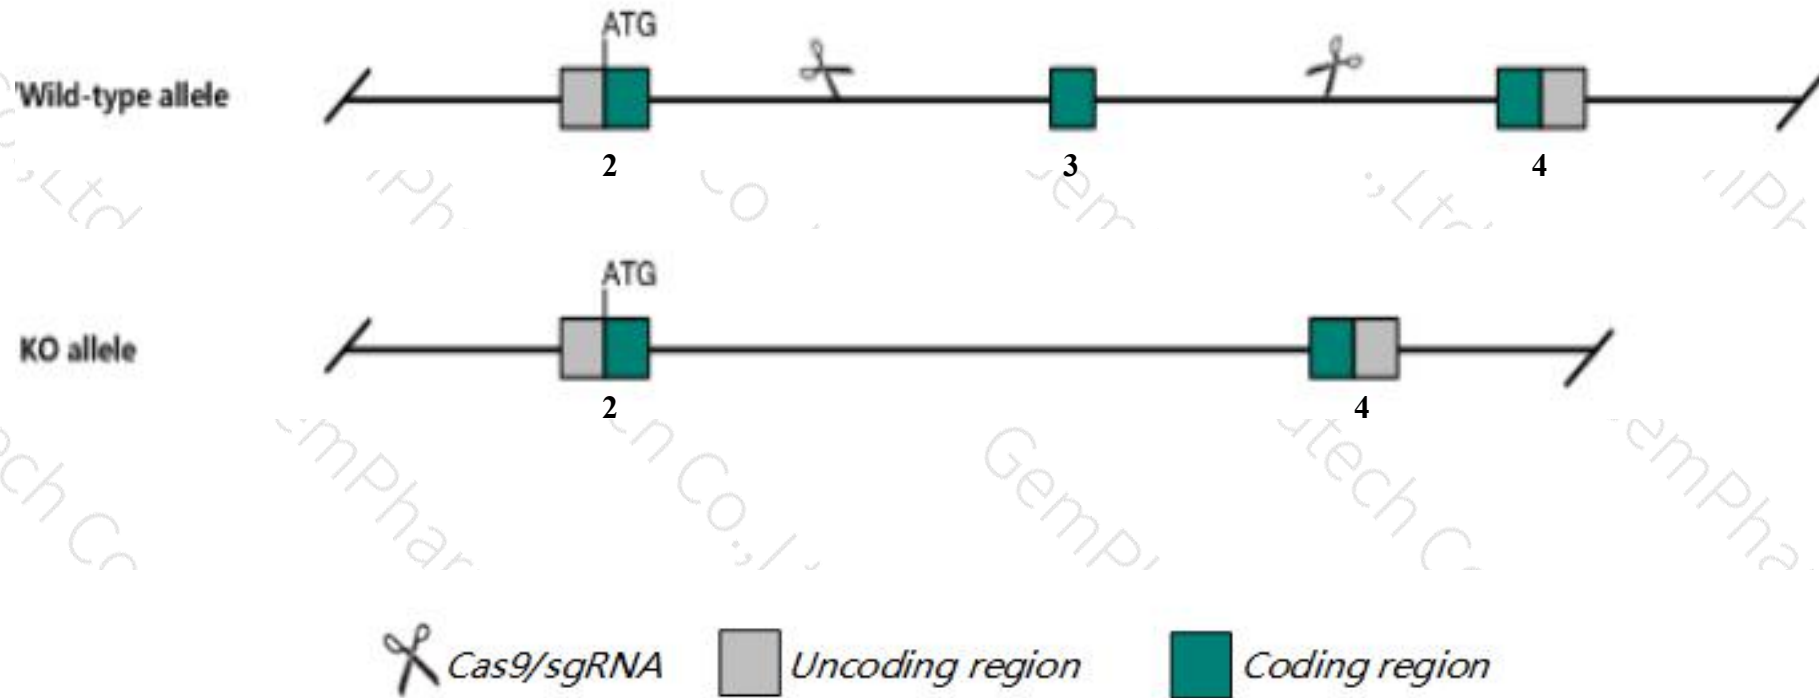 ATG
Wild-type allele
2 3 4
ATG
KO allele
2 4
Cas9/sgRNA Uncoding region Coding region